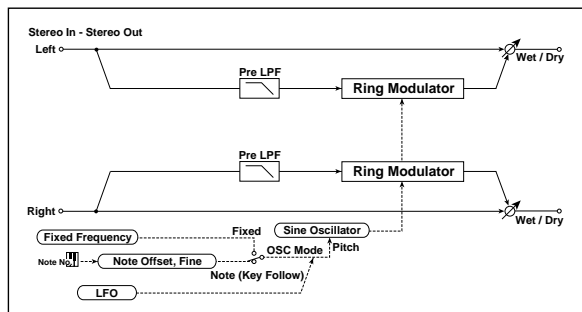 Stereo In - Stereo Out
Left
Wet / Dry
Pre LPF
Ring Modulator
Pre LPF
Ring Modulator
Right
Wet / Dry
Fixed Frequency
Fixed
Sine Oscillator
OSC Mode
Pitch
Note No.
Note Offset, Fine
Note (Key Follow)
LFO